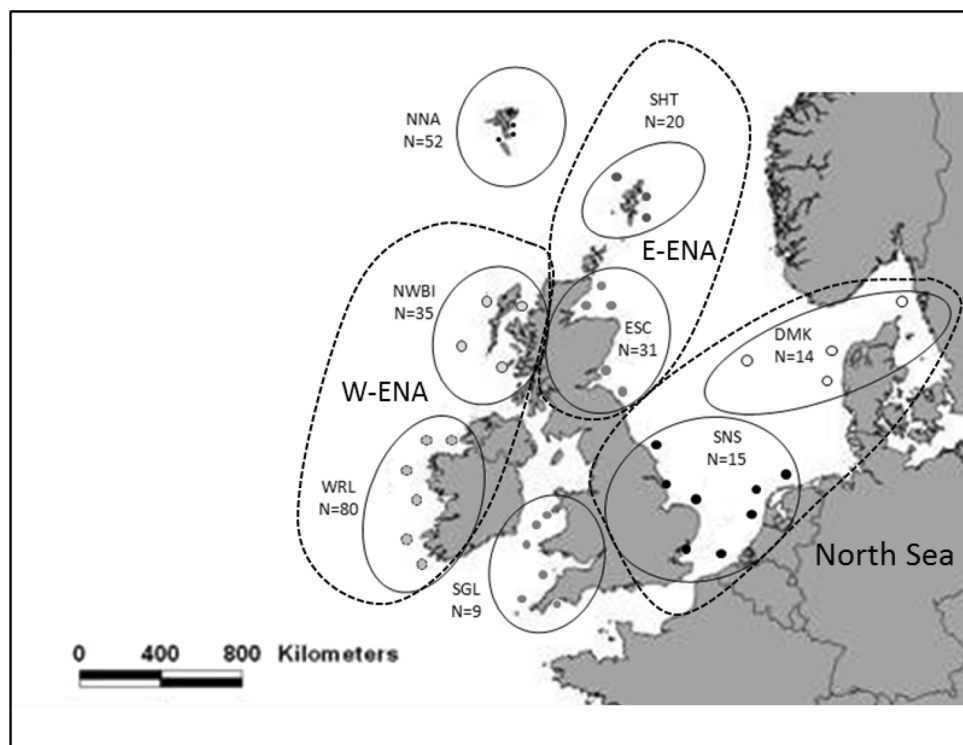 SHT
N=20
NNA
N=52
E-ENA
NWBI
N=35
ESC
N=31
DMK
N=14
W-ENA
SNS
N=15
WRL
N=80
North Sea
SGL
N=9
0 400 800 Kilometers